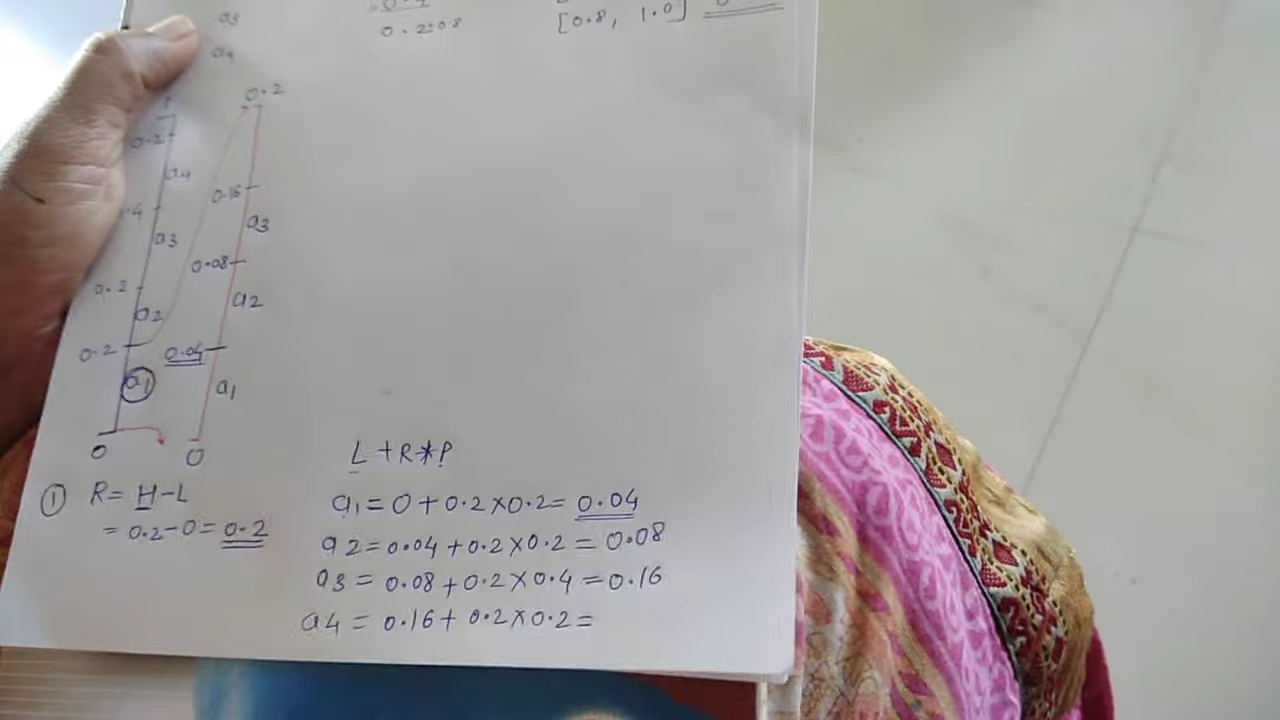 a3
0.2÷0.8
[0.8, 1.0]
a4
0.2
0.2
a4
0.16
.4
a3
a3
0.08
0.2
a2
a2
0.2
0.04
a1
a1
0
0
L+R*P
① R= H-L
a1= 0+0.2×0.2= 0.04
= 0.2-0= 0.2
a2= 0.04+0.2×0.2 = 0.08
a3 = 0.08+0.2×0.4 =0.16
a4 = 0.16+ 0.2×0.2=